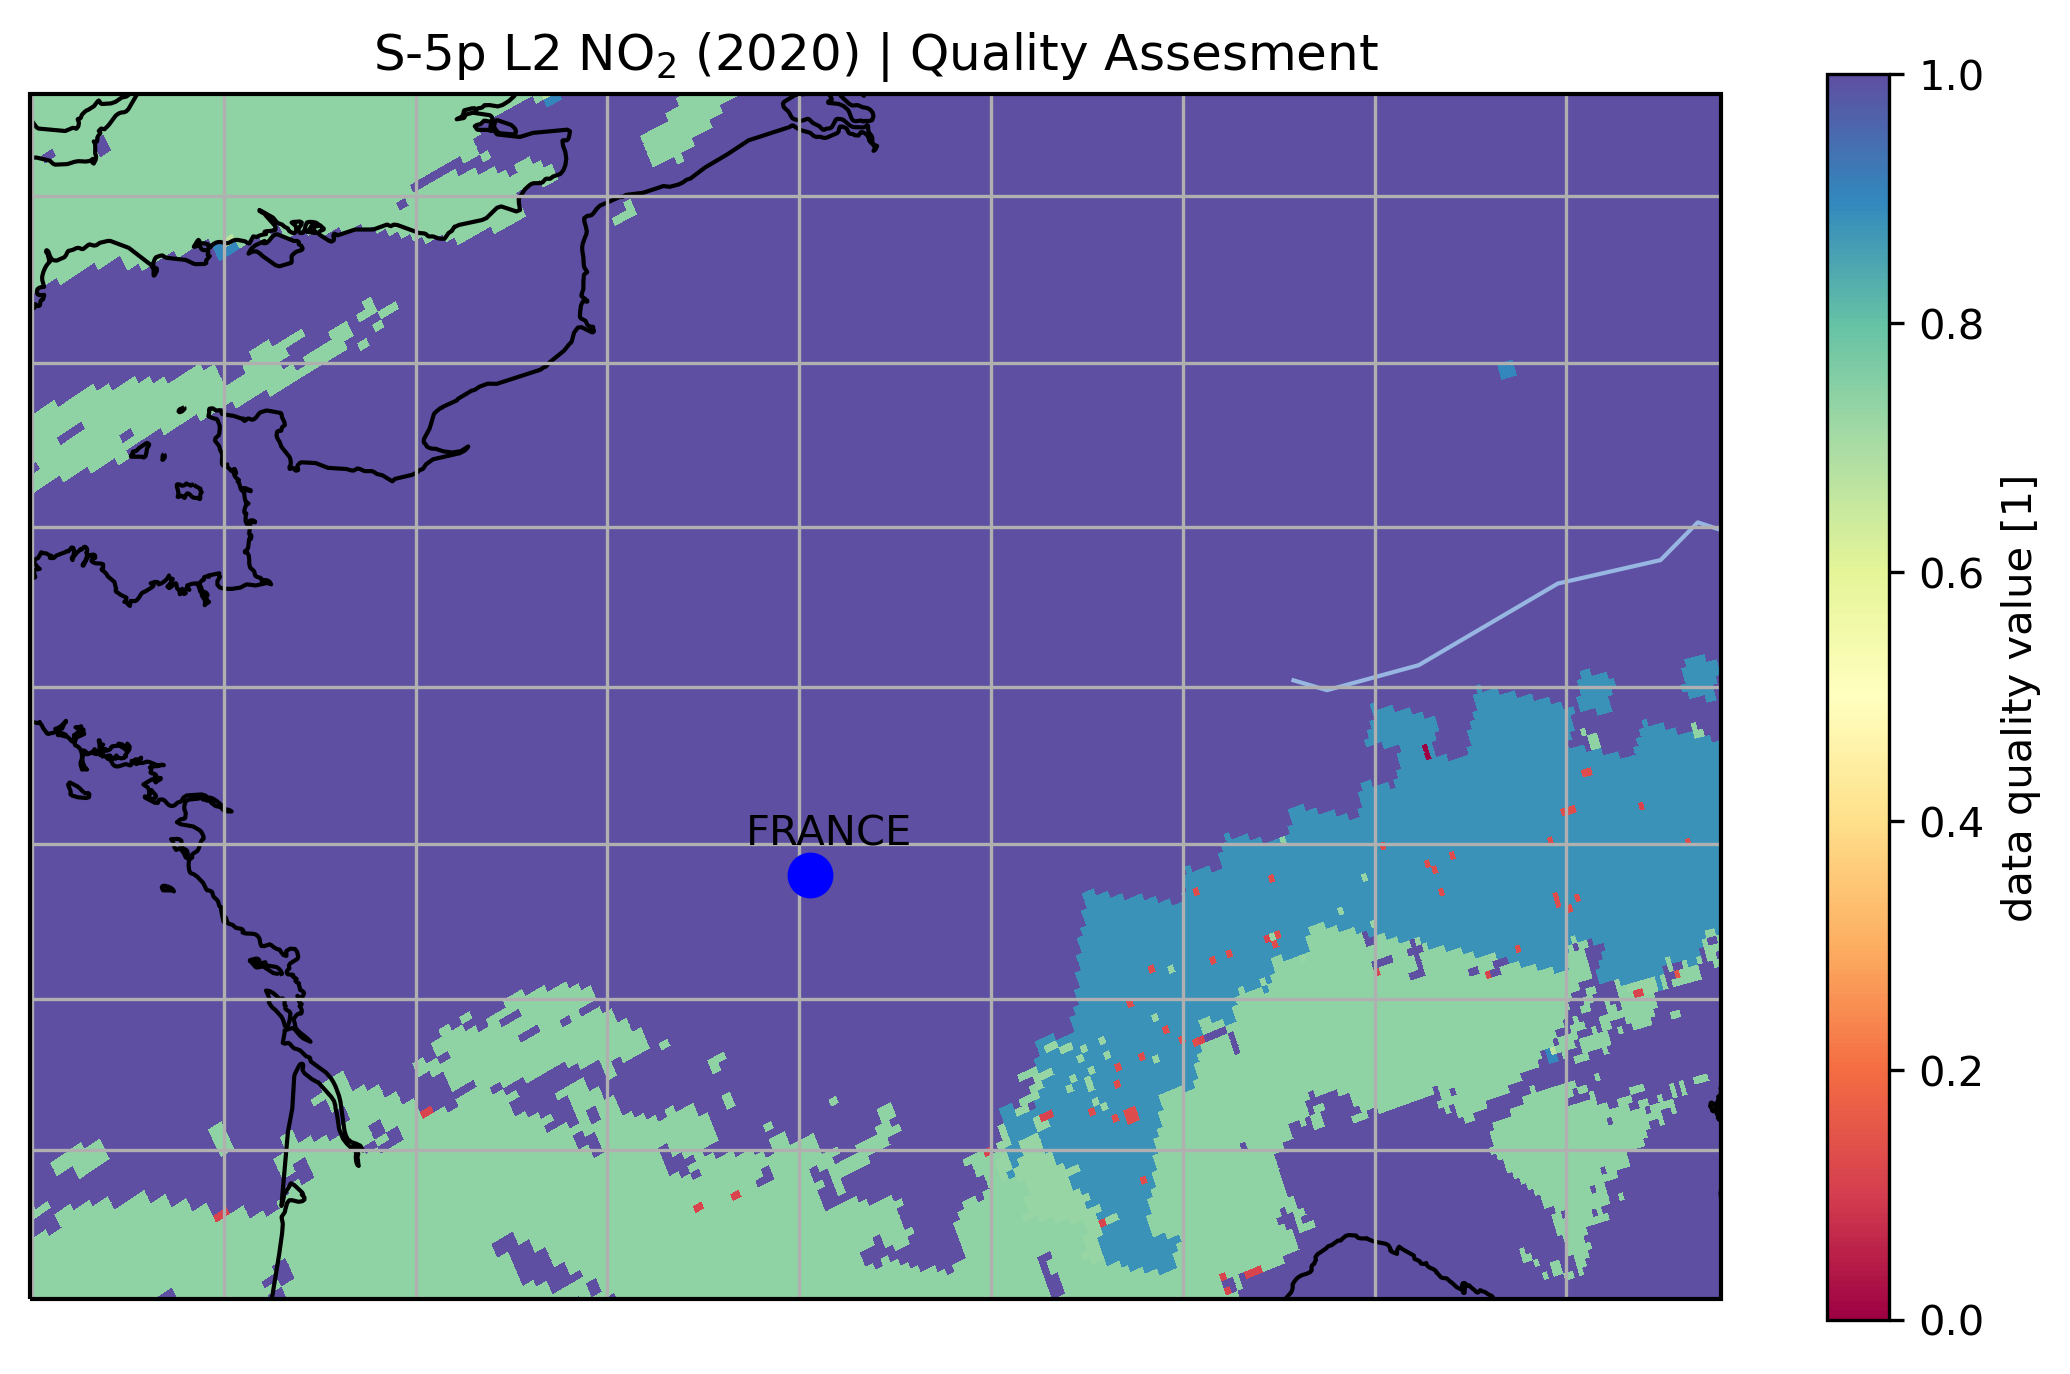 S-5p L2 NO₂ (2020) | Quality Assesment
FRANCE
1.0
0.8
0.6
0.4
0.2
0.0
data quality value [1]